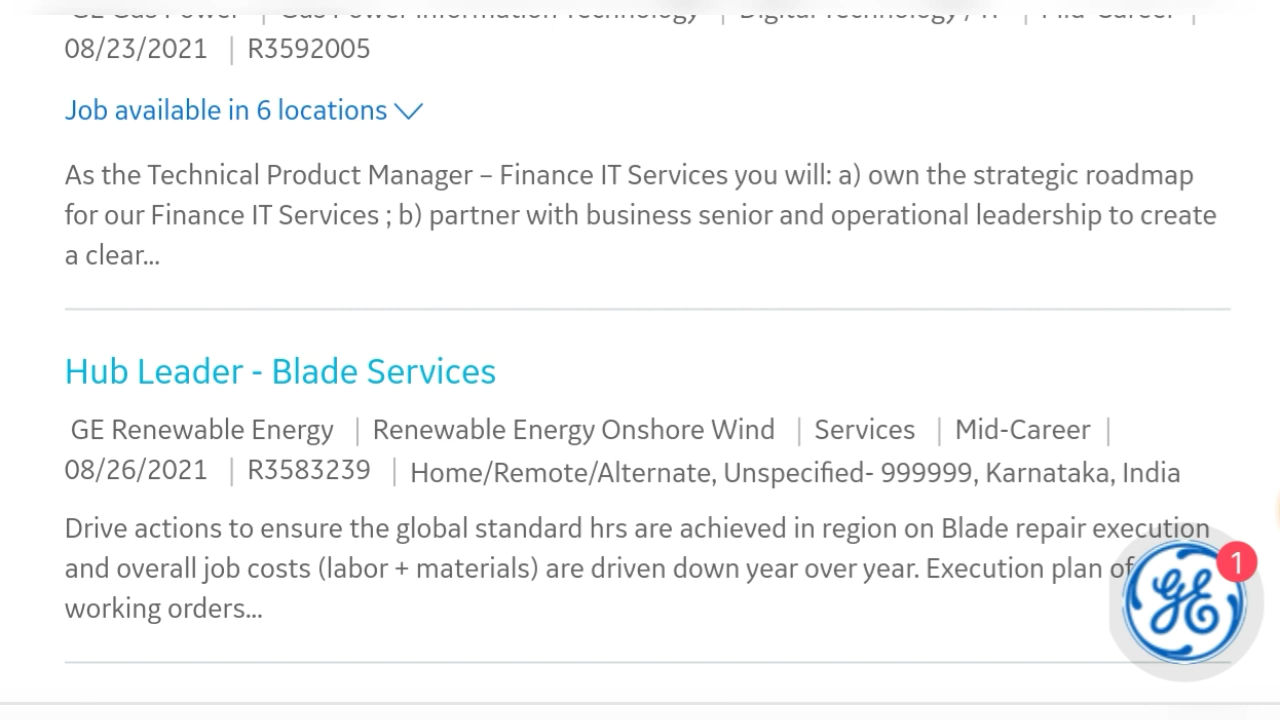 08/23/2021 | R3592005
Job available in 6 locations
As the Technical Product Manager – Finance IT Services you will: a) own the strategic roadmap
for our Finance IT Services ; b) partner with business senior and operational leadership to create
a clear...
Hub Leader - Blade Services
GE Renewable Energy | Renewable Energy Onshore Wind | Services | Mid-Career |
08/26/2021 | R3583239 | Home/Remote/Alternate, Unspecified- 999999, Karnataka, India
Drive actions to ensure the global standard hrs are achieved in region on Blade repair execution
and overall job costs (labor + materials) are driven down year over year. Execution plan of
working orders...
GE
1